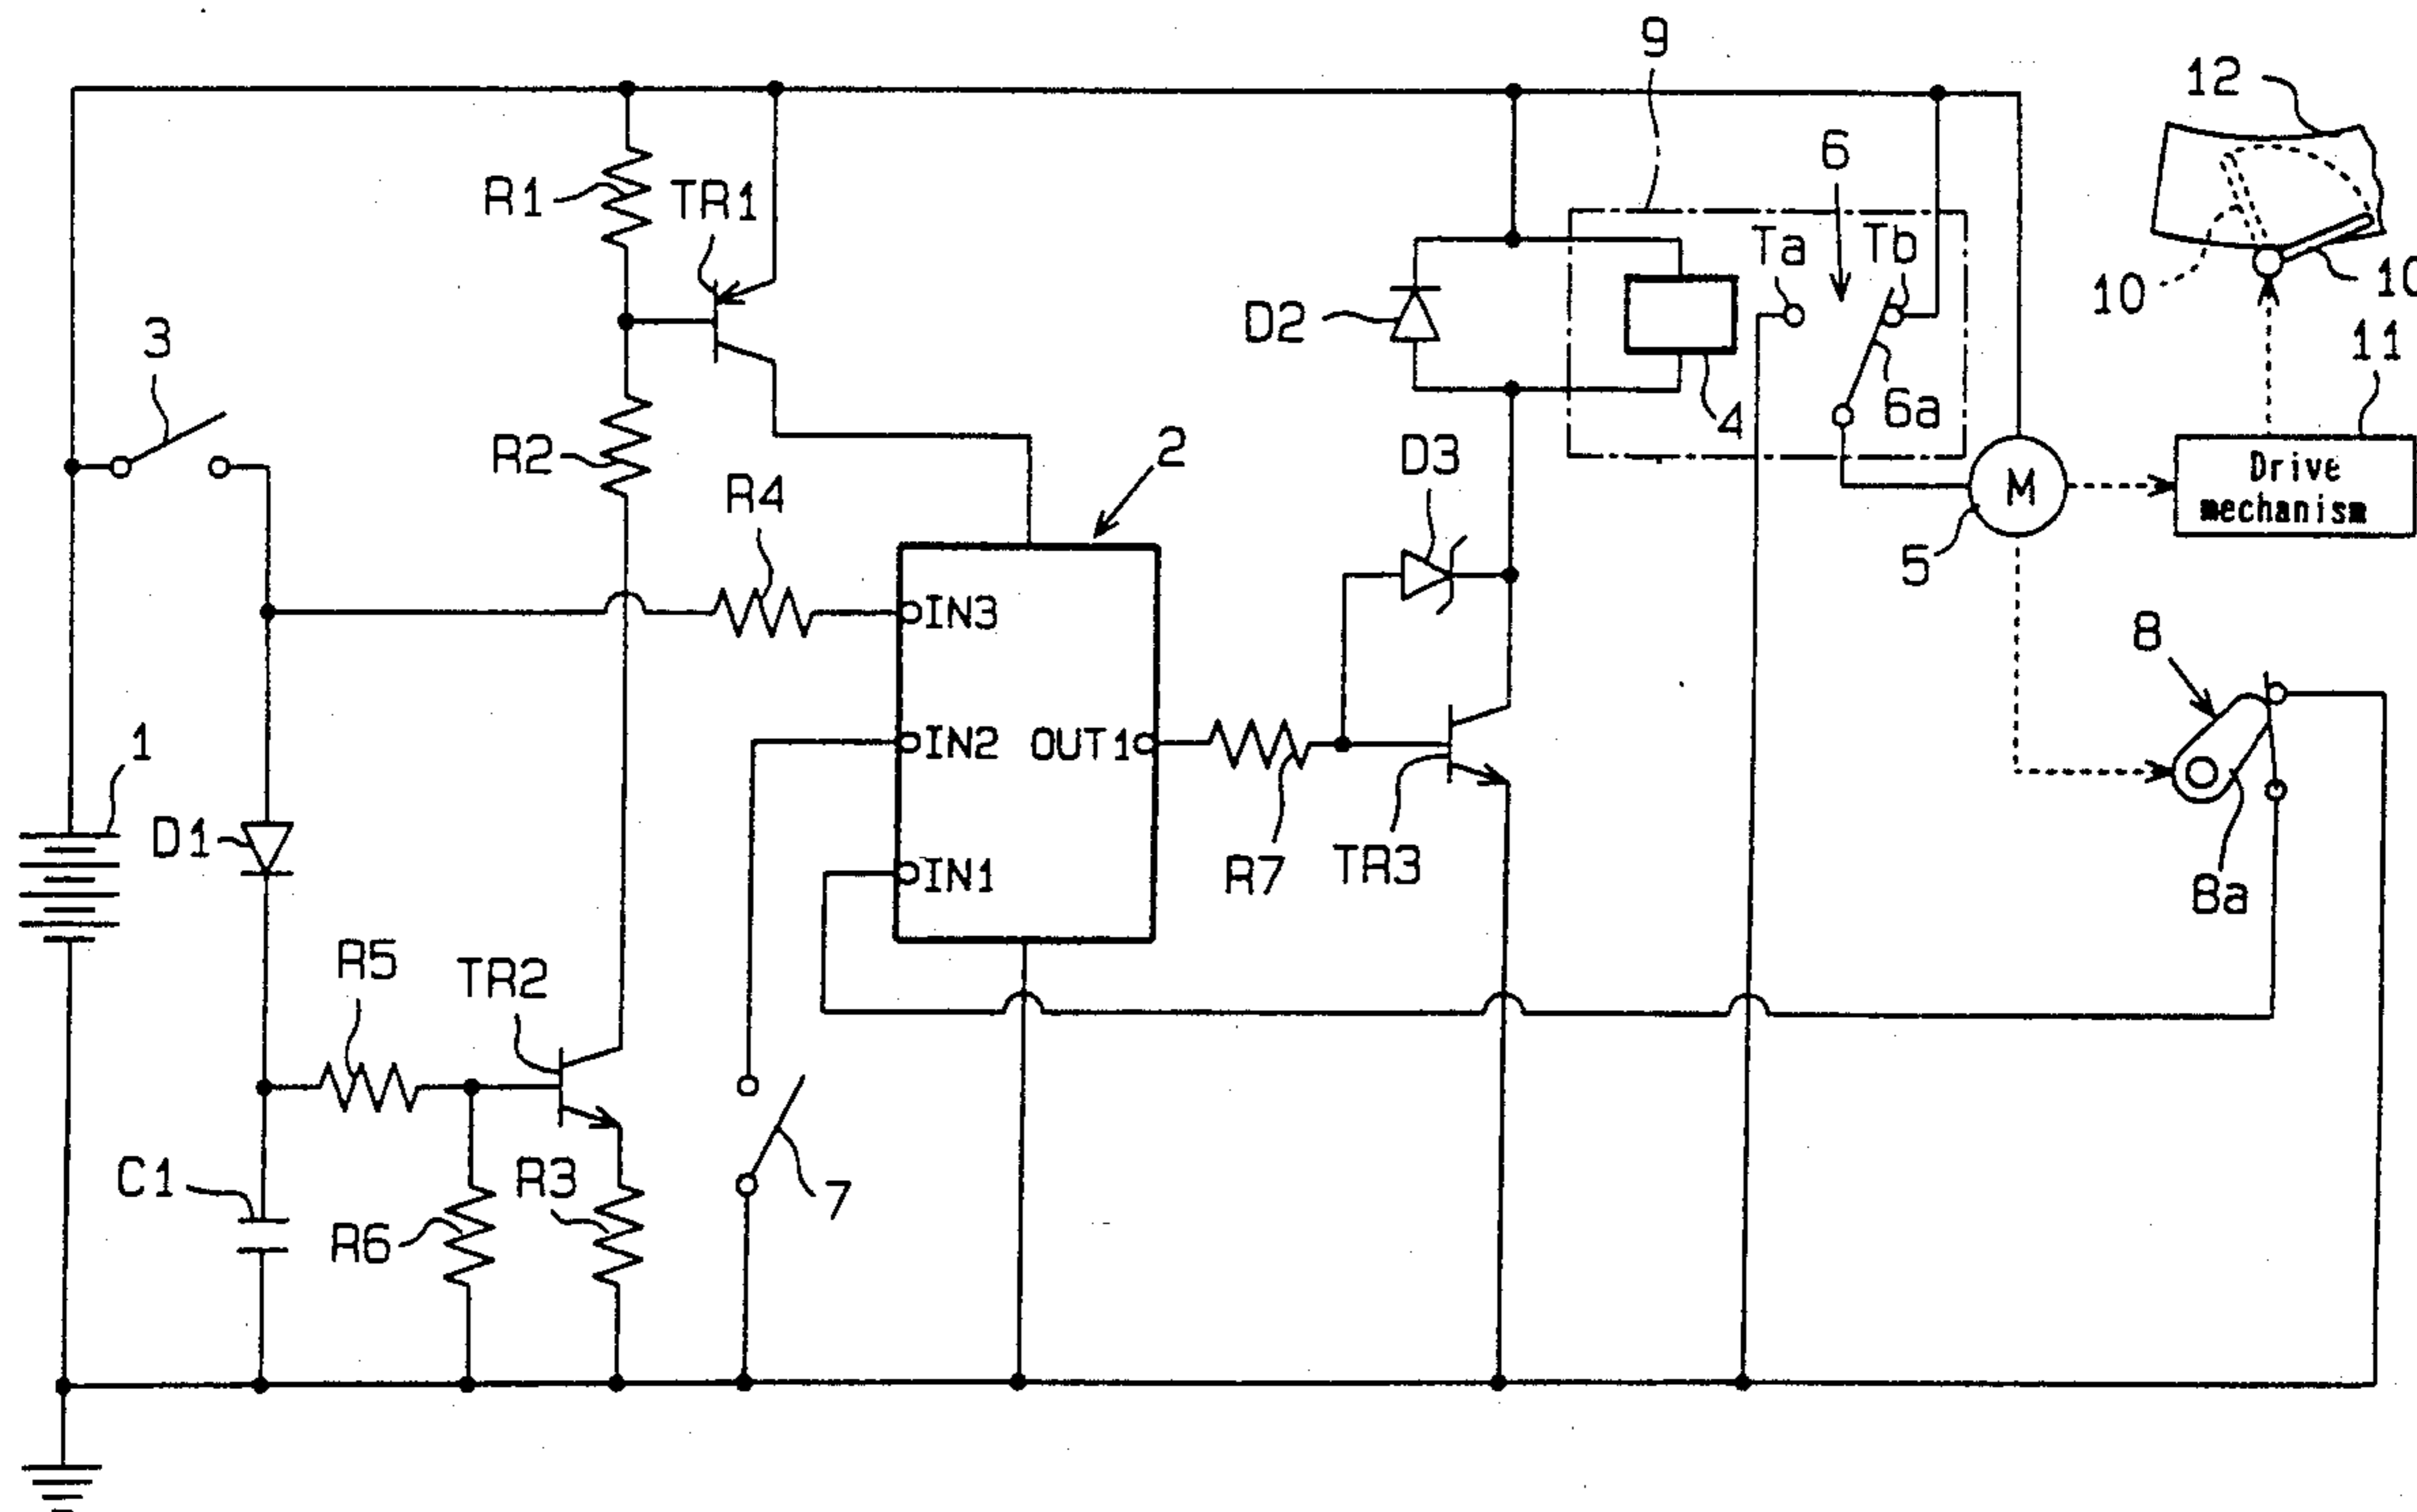 9
12
R1
TR1
6
Ta
Tb
10
10
3
D2
11
4
6a
R2
2
D3
R4
M
Drive
mechanism
5
IN3
8
1
IN2
OUT1
D1
R7
TR3
IN1
8a
R5
TR2
C1
R3
7
R6